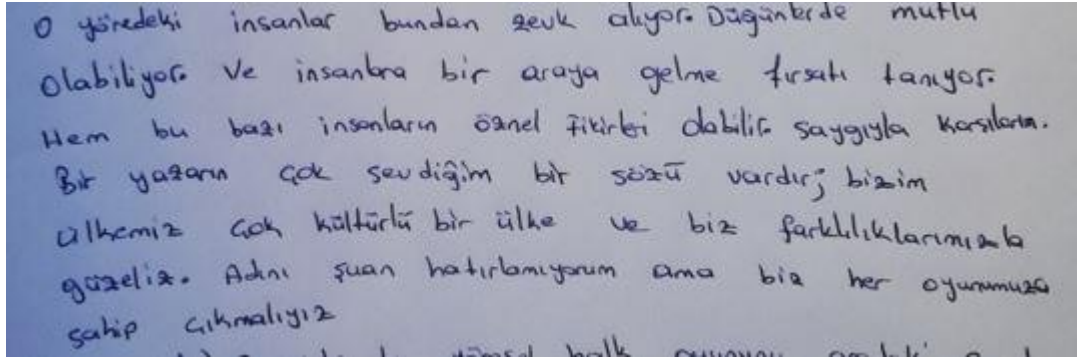 O yöredeki insanlar bundan zevk alıyor. Düğünlerde mutlu
Olabiliyor. Ve insanlara bir araya gelme fırsatı tanıyor.
Hem bu bazı insanların öznel fikirleri olabilir. saygıyla karşılarım.
Bir yazarın çok sevdiğim bir sözü vardır; bizim
ülkemiz çok kültürlü bir ülke ve biz farklılıklarımızla
güzeliz. Adını şuan hatırlamıyorum ama biz her oyunumuza
sahip çıkmalıyız
halk